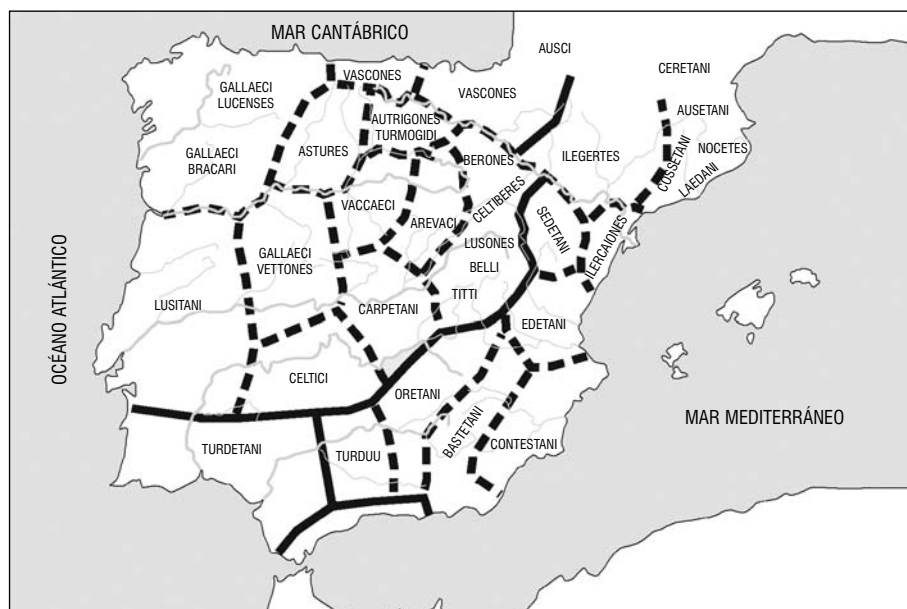 MAR CANTÁBRICO
AUSCI
VASCONES
VASCONES
CERETANI
GALLAECI
LUCENSES
AUSETANI
AUTRIGONES
TURMOGIDI
ASTURES
NOCETES
BERONES
ILEGERTES
COSSETANI
LAEDANI
GALLAECI
BRACARI
CELTIBERES
VACCAECI
AREVACI
SEDETANI
LUSONES
ILERCAIONES
GALLAECI
VETTONES
BELLI
TITTI
LUSITANI
CARPETANI
EDETANI
OCÉANO ATLÁNTICO
CELTICI
ORETANI
MAR MEDITERRÁNEO
BASTETANI
CONTESTANI
TURDETANI
TURDUU